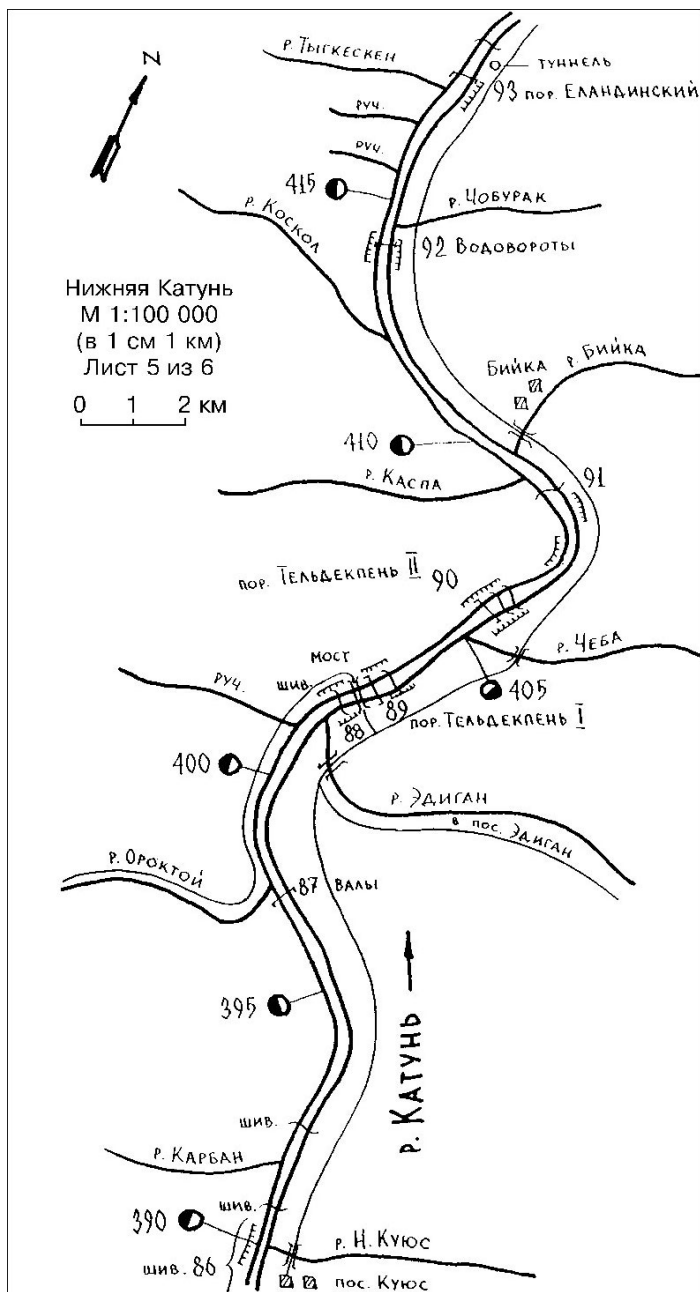 N
р. Тыгкескен
туннель
93 пор. Еландинский
руч.
руч.
415
р. Чобурак
р. Коскол
92 Водовороты
Нижняя Катунь
М 1:100 000
(в 1 см 1 км)
Лист 5 из 6
0 1 2 км
Бийка
р. Бийка
410
р. Каспа
91
пор. Тельдекпень II 90
р. Чеба
мост
шив.
руч.
405
88
89
пор. Тельдекпень I
400
р. Эдиган
в пос. Эдиган
р. Ороктой
87 валы
395
р. Катунь
шив.
р. Карбан
шив.
390
р. Н. Куюс
шив. 86
пос. Куюс